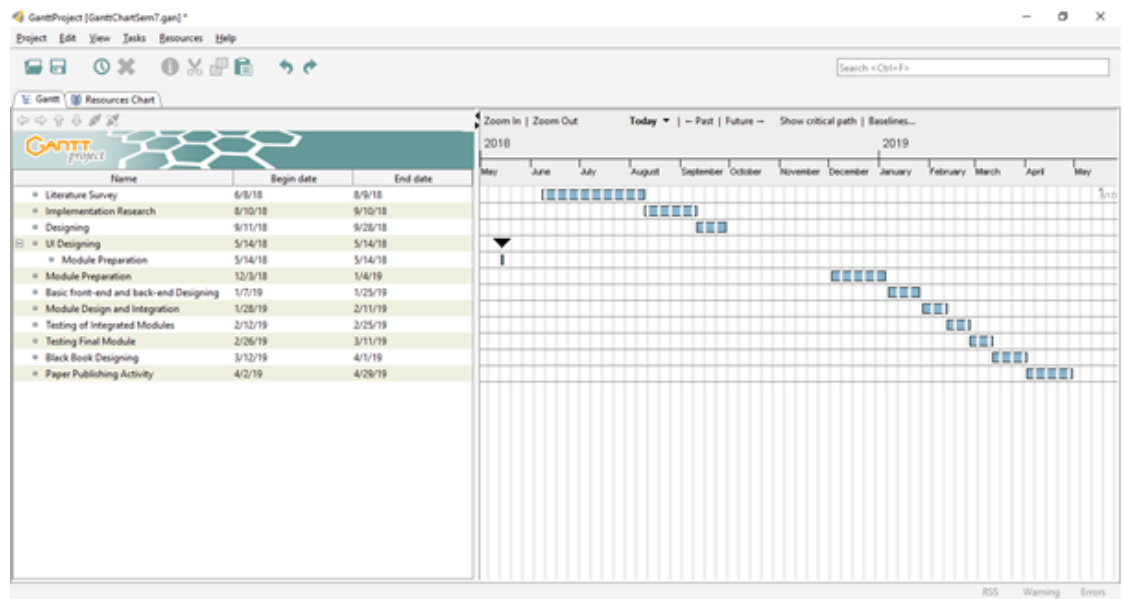 GanttProject [GanttChartSem7.gan] *
Project Edit View Tasks Resources Help
Search <Ctrl+F>
Gantt Resources Chart
Zoom In | Zoom Out Today ▼ | ← Past | Future → Show critical path | Baselines...
GANTT project
2018 2019
Name Begin date End date
May June July August September October November December January February March April May
Literature Survey 6/8/18 8/9/18
Implementation Research 8/10/18 9/10/18
Designing 9/11/18 9/28/18
UI Designing 5/14/18 5/14/18
Module Preparation 5/14/18 5/14/18
Module Preparation 12/3/18 1/4/19
Basic front-end and back-end Designing 1/7/19 1/25/19
Module Design and Integration 1/28/19 2/11/19
Testing of Integrated Modules 2/12/19 2/25/19
Testing Final Module 2/26/19 3/11/19
Black Book Designing 3/12/19 4/1/19
Paper Publishing Activity 4/2/19 4/29/19
RSS Warning Errors